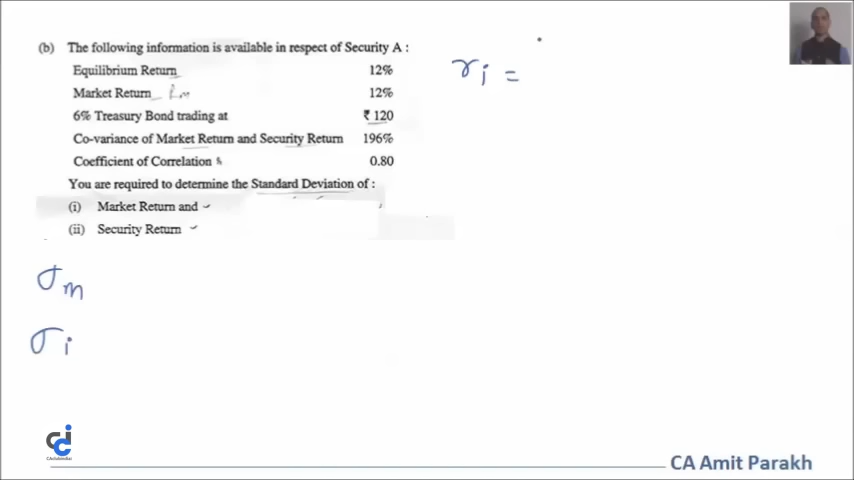 (b) The following information is available in respect of Security A :
Equilibrium Return 12%
Market Return Rm 12%
6% Treasury Bond trading at ₹ 120
Co-variance of Market Return and Security Return 196%
Coefficient of Correlation 0.80
You are required to determine the Standard Deviation of :
(i) Market Return and
(ii) Security Return
ri =
σm
σi
CA Amit Parakh